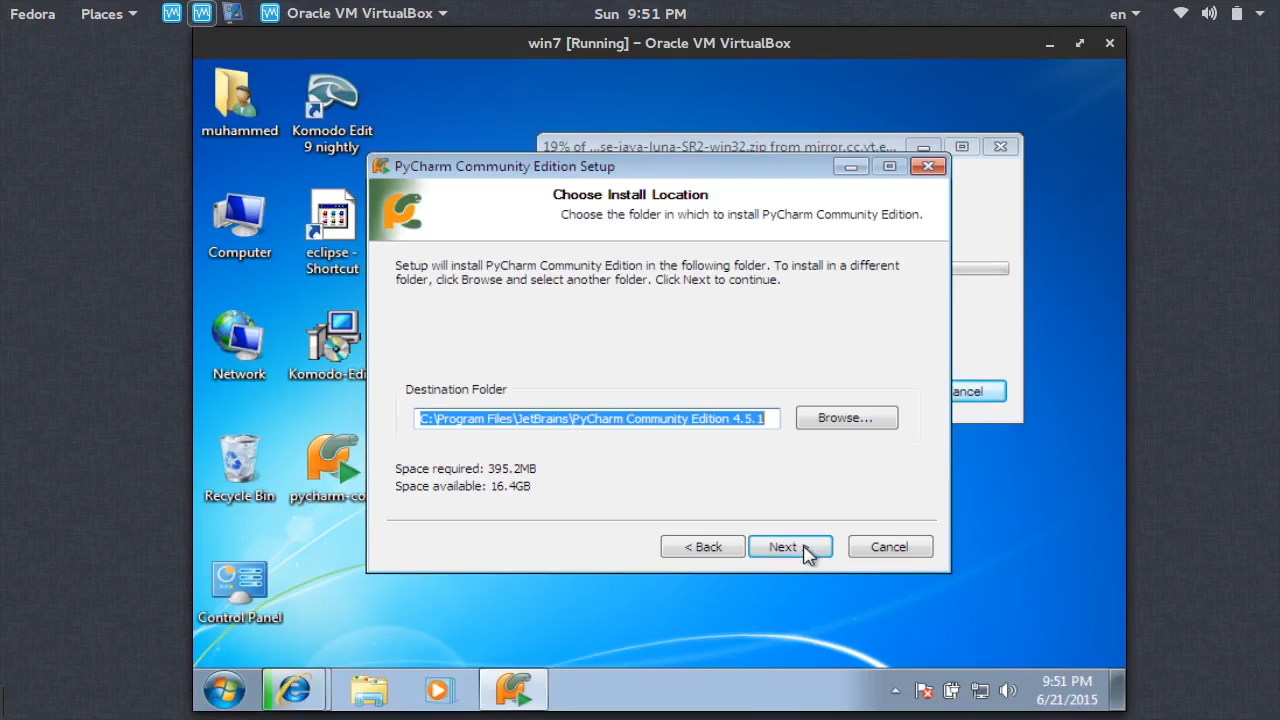 Fedora
Places
Oracle VM VirtualBox
Sun 9:51 PM
en
win7 [Running] – Oracle VM VirtualBox
muhammed
Komodo Edit
9 nightly
Computer
eclipse -
Shortcut
Network
Komodo-Edi
Recycle Bin
pycharm-co
Control Panel
19% of ...se-java-luna-SR2-win32.zip from mirror.cc.vt.e...
ancel
PyCharm Community Edition Setup
Choose Install Location
Choose the folder in which to install PyCharm Community Edition.
Setup will install PyCharm Community Edition in the following folder. To install in a different
folder, click Browse and select another folder. Click Next to continue.
Destination Folder
C:\Program Files\JetBrains\PyCharm Community Edition 4.5.1
Browse...
Space required: 395.2MB
Space available: 16.4GB
< Back
Next >
Cancel
9:51 PM
6/21/2015